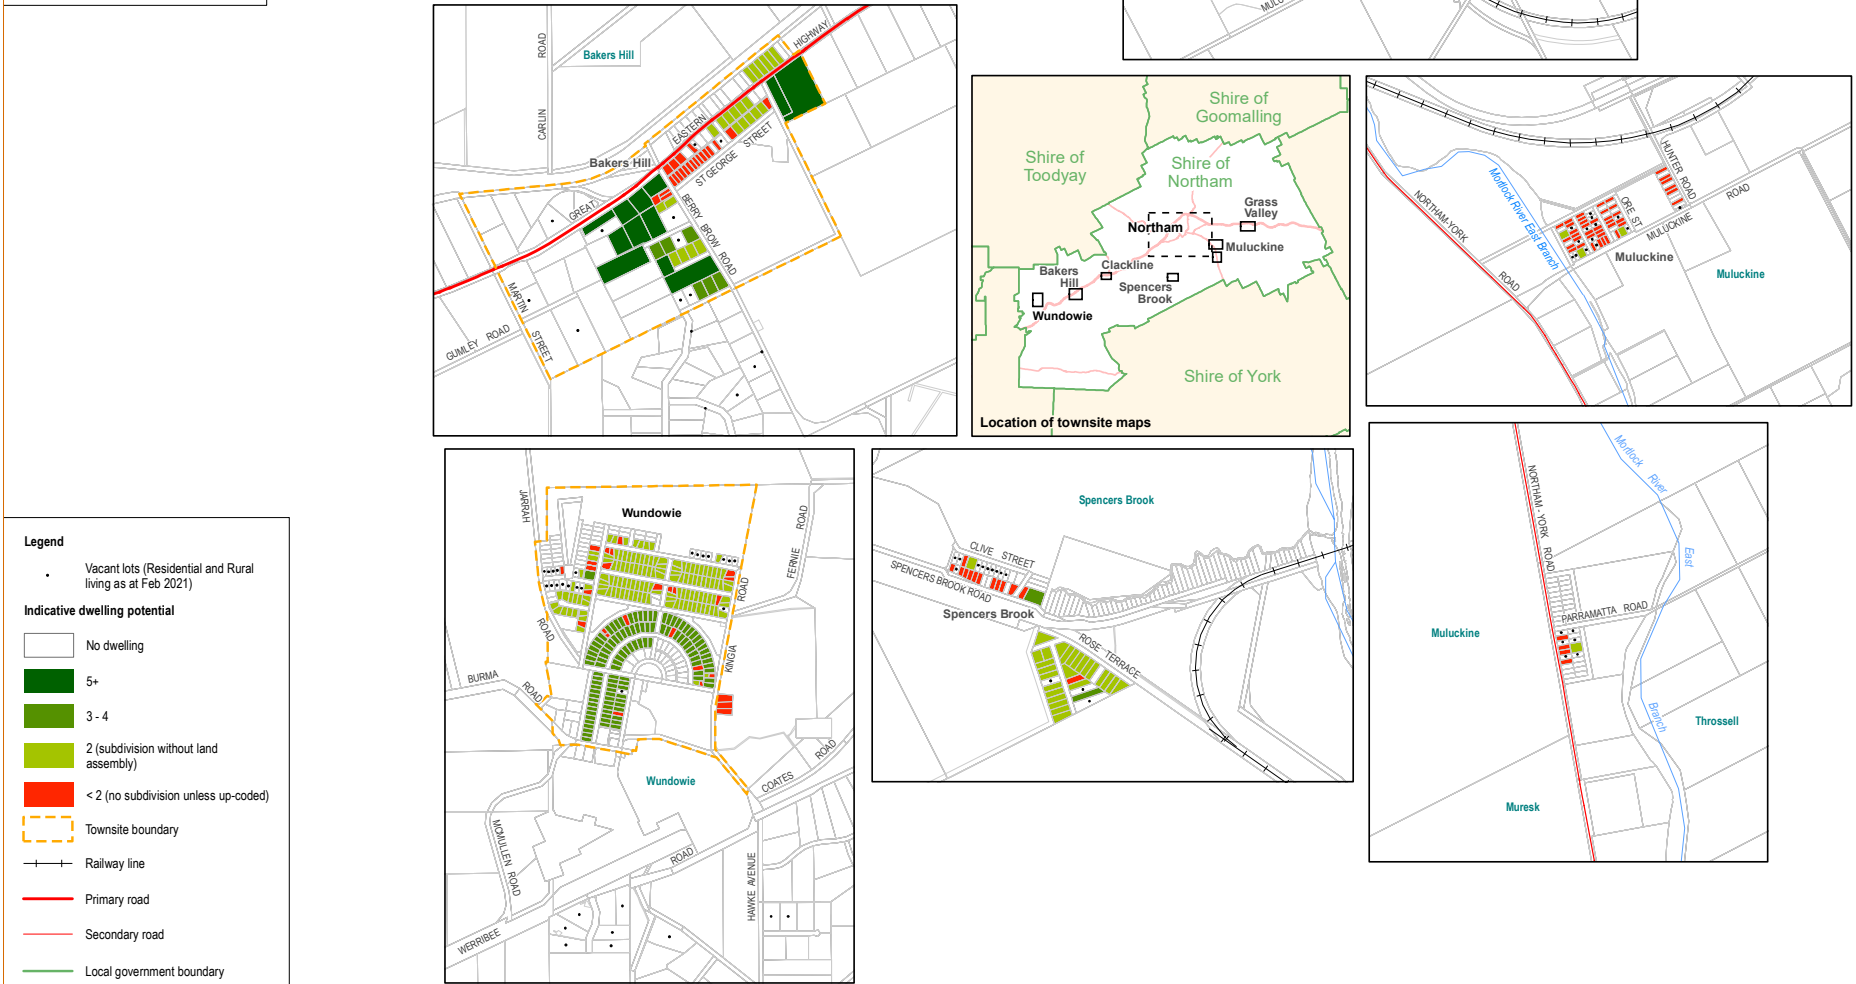 Bakers Hill
CARLIN
ROAD
EASTERN
HIGHWAY
Bakers Hill
ST GEORGE
STREET
GREAT
BERRY
BROW
ROAD
MARTIN
STREET
GUMLEY
ROAD
Shire of
Goomalling
Shire of
Toodyay
Shire of
Northam
Grass
Valley
Northam
Muluckine
Clackline
Bakers
Hill
Spencers
Brook
Wundowie
Shire of York
Location of townsite maps
HUNTER ROAD
ORE ST
MULUCKINE
ROAD
NORTHAM-YORK
ROAD
Mortlock River East Branch
Muluckine
Muluckine
JARRAH
ROAD
Wundowie
FERNIE
ROAD
KINGIA
ROAD
BURMA
ROAD
Wundowie
COATES
ROAD
MCMULLEN ROAD
WERRIBEE
ROAD
HAWKE AVENUE
Spencers Brook
CLIVE
STREET
SPENCERS BROOK ROAD
Spencers Brook
ROSE
TERRACE
Mortlock
River
East
Branch
NORTHAM - YORK
ROAD
PARRAMATTA ROAD
Muluckine
Throssell
Muresk
Legend
Vacant lots (Residential and Rural
living as at Feb 2021)
Indicative dwelling potential
No dwelling
5+
3 - 4
2 (subdivision without land
assembly)
< 2 (no subdivision unless up-coded)
Townsite boundary
Railway line
Primary road
Secondary road
Local government boundary